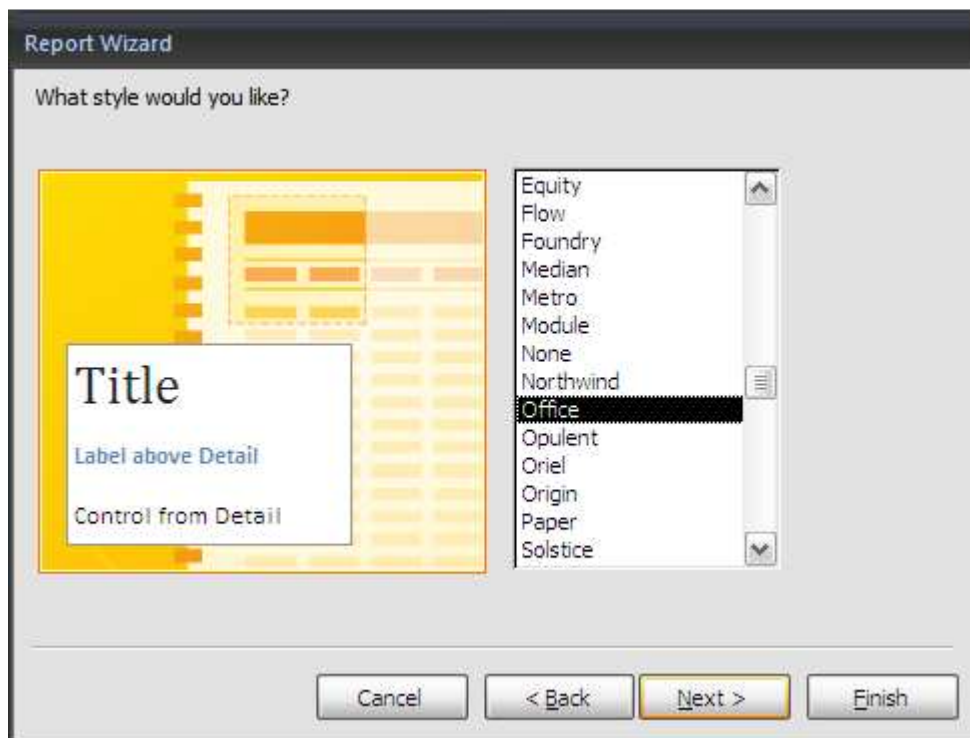 Report Wizard
What style would you like?
Title
Label above Detail
Control from Detail
Equity
Flow
Foundry
Median
Metro
Module
None
Northwind
Office
Opulent
Oriel
Origin
Paper
Solstice
Cancel
< Back
Next >
Finish